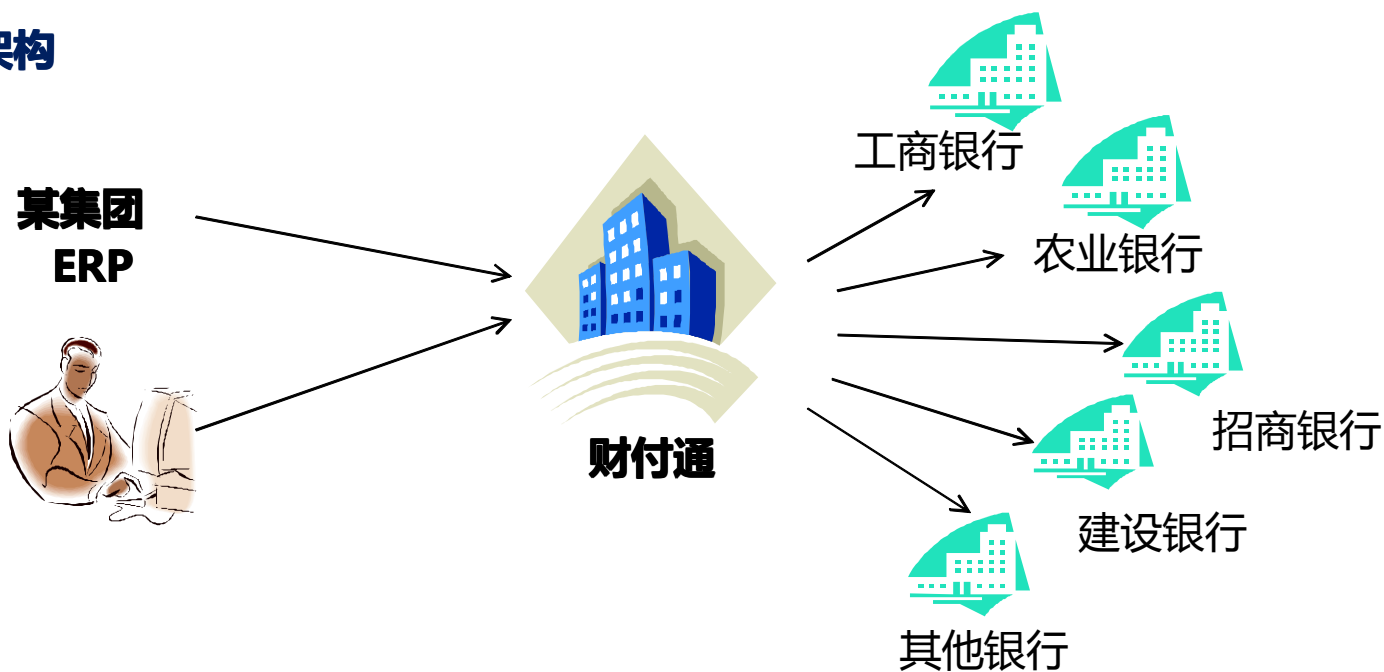 架构
某集团
ERP
财付通
工商银行
农业银行
招商银行
建设银行
其他银行